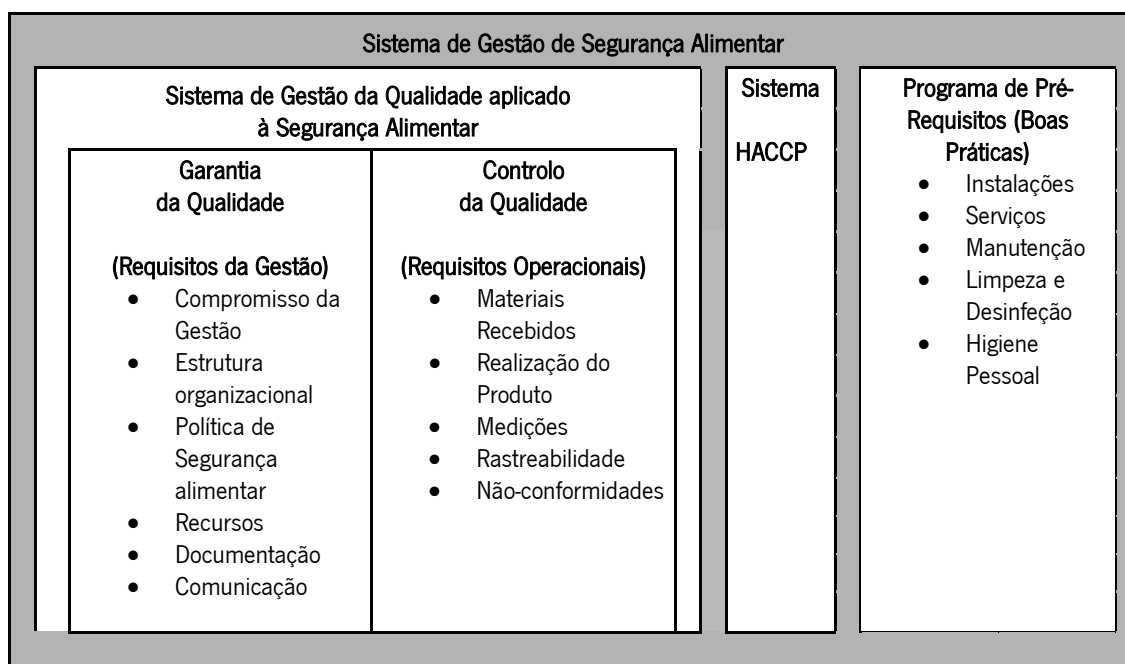 Sistema de Gestão de Segurança Alimentar
Sistema de Gestão da Qualidade aplicado
à Segurança Alimentar
Garantia
da Qualidade
(Requisitos da Gestão)
• Compromisso da
Gestão
• Estrutura
organizacional
• Política de
Segurança
alimentar
• Recursos
• Documentação
• Comunicação
Controlo
da Qualidade
(Requisitos Operacionais)
• Materiais
Recebidos
• Realização do
Produto
• Medições
• Rastreabilidade
• Não-conformidades
Sistema
HACCP
Programa de Pré-
Requisitos (Boas
Práticas)
• Instalações
• Serviços
• Manutenção
• Limpeza e
Desinfeção
• Higiene
Pessoal